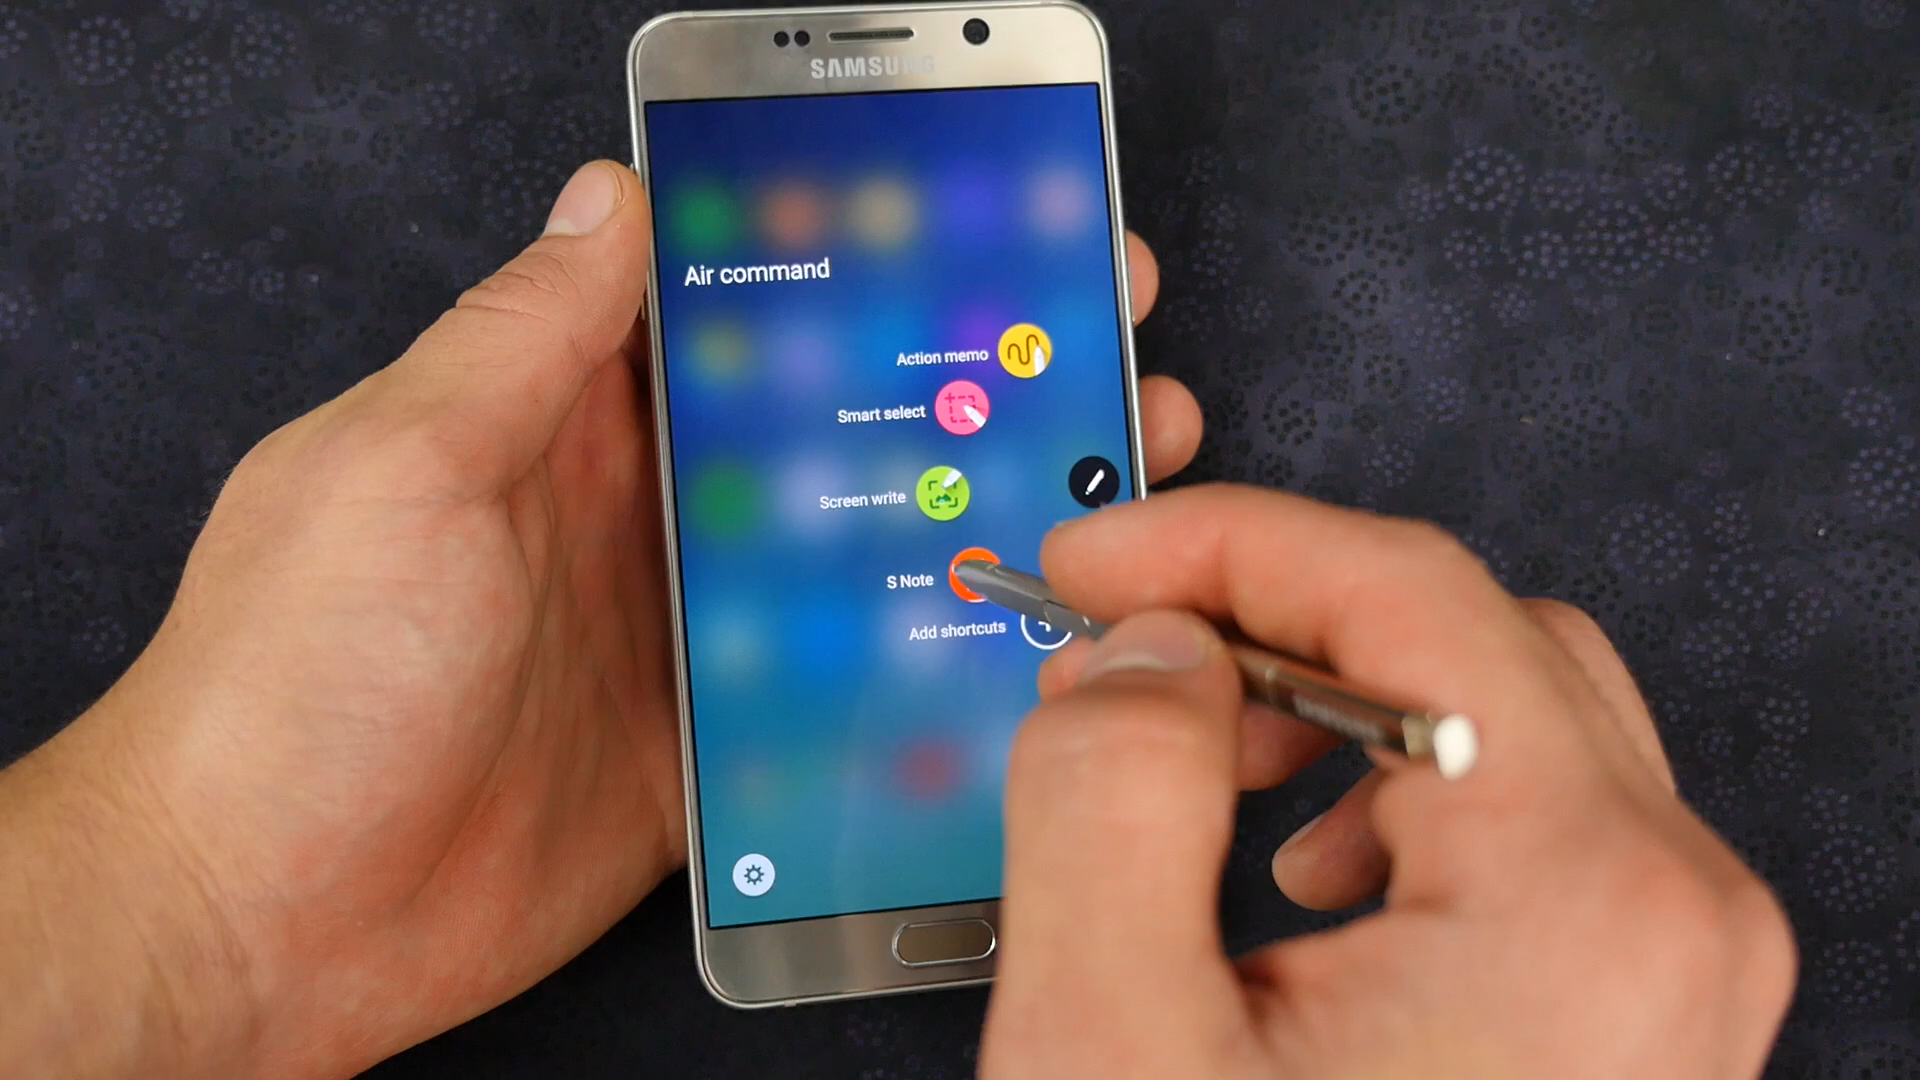 SAMSUNG
Air command
Action memo
Smart select
Screen write
S Note
Add shortcuts